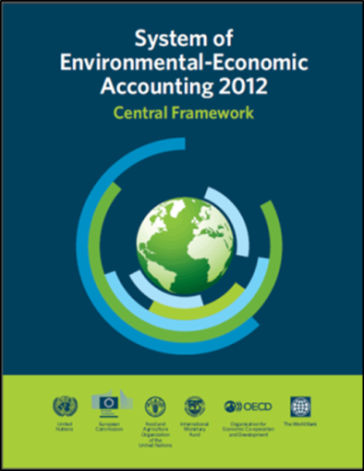 System of
Environmental-Economic
Accounting 2012
Central Framework
OECD
United
Nations
European
Commission
Food and
Agriculture
Organization
of the
United Nations
International
Monetary
Fund
Organisation for
Economic Co-operation
and Development
The World Bank